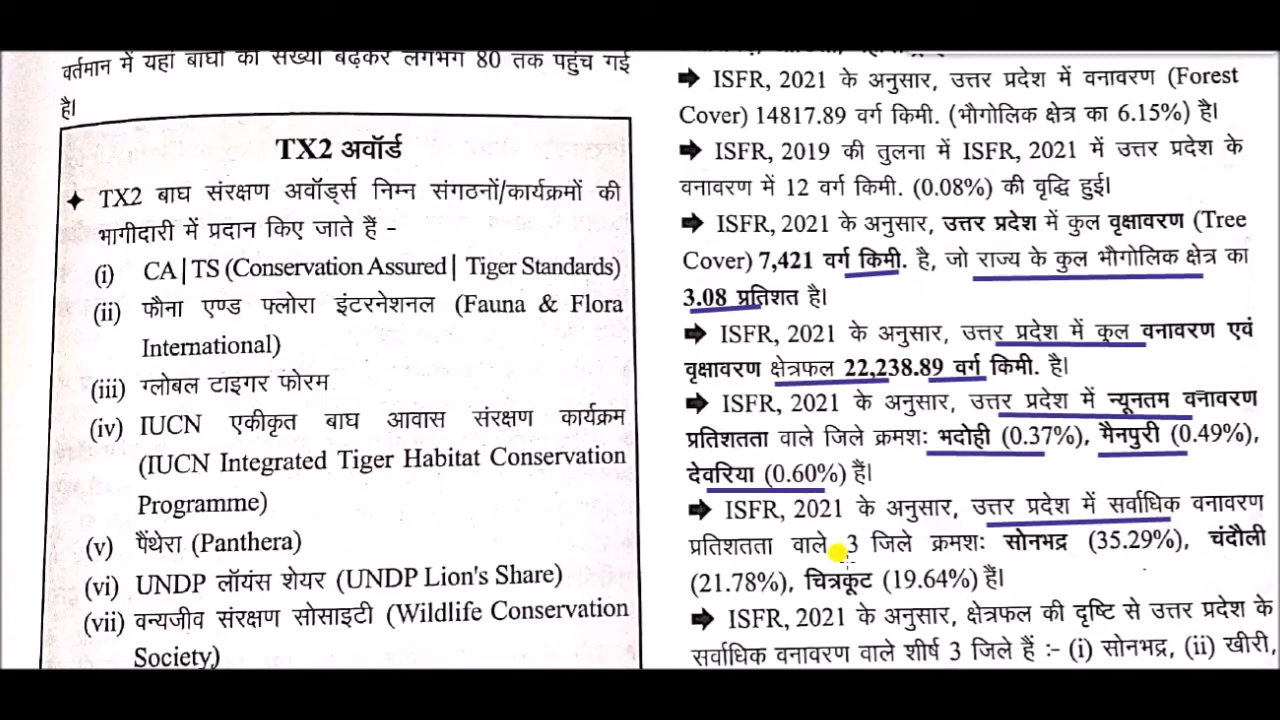 वर्तमान में यहां बाघों की संख्या बढ़कर लगभग 80 तक पहुंच गई
है।
TX2 अवॉर्ड
TX2 बाघ संरक्षण अवॉर्ड्स निम्न संगठनों/कार्यक्रमों की
भागीदारी में प्रदान किए जाते हैं -
(i) CA|TS (Conservation Assured| Tiger Standards)
(ii) फौना एण्ड फ्लोरा इंटरनेशनल (Fauna & Flora
International)
(iii) ग्लोबल टाइगर फोरम
(iv) IUCN एकीकृत बाघ आवास संरक्षण कार्यक्रम
(IUCN Integrated Tiger Habitat Conservation
Programme)
(v) पैंथेरा (Panthera)
(vi) UNDP लॉयंस शेयर (UNDP Lion's Share)
(vii) वन्यजीव संरक्षण सोसाइटी (Wildlife Conservation
Society)
➡ ISFR, 2021 के अनुसार, उत्तर प्रदेश में वनावरण (Forest
Cover) 14817.89 वर्ग किमी. (भौगोलिक क्षेत्र का 6.15%) है।
➡ ISFR, 2019 की तुलना में ISFR, 2021 में उत्तर प्रदेश के
वनावरण में 12 वर्ग किमी. (0.08%) की वृद्धि हुई।
➡ ISFR, 2021 के अनुसार, उत्तर प्रदेश में कुल वृक्षावरण (Tree
Cover) 7,421 वर्ग किमी. है, जो राज्य के कुल भौगोलिक क्षेत्र का
3.08 प्रतिशत है।
➡ ISFR, 2021 के अनुसार, उत्तर प्रदेश में कुल वनावरण एवं
वृक्षावरण क्षेत्रफल 22,238.89 वर्ग किमी. है।
➡ ISFR, 2021 के अनुसार, उत्तर प्रदेश में न्यूनतम वनावरण
प्रतिशतता वाले जिले क्रमशः भदोही (0.37%), मैनपुरी (0.49%),
देवरिया (0.60%) हैं।
➡ ISFR, 2021 के अनुसार, उत्तर प्रदेश में सर्वाधिक वनावरण
प्रतिशतता वाले 3 जिले क्रमशः सोनभद्र (35.29%), चंदौली
(21.78%), चित्रकूट (19.64%) हैं।
➡ ISFR, 2021 के अनुसार, क्षेत्रफल की दृष्टि से उत्तर प्रदेश के
सर्वाधिक वनावरण वाले शीर्ष 3 जिले हैं :- (i) सोनभद्र, (ii) खीरी,